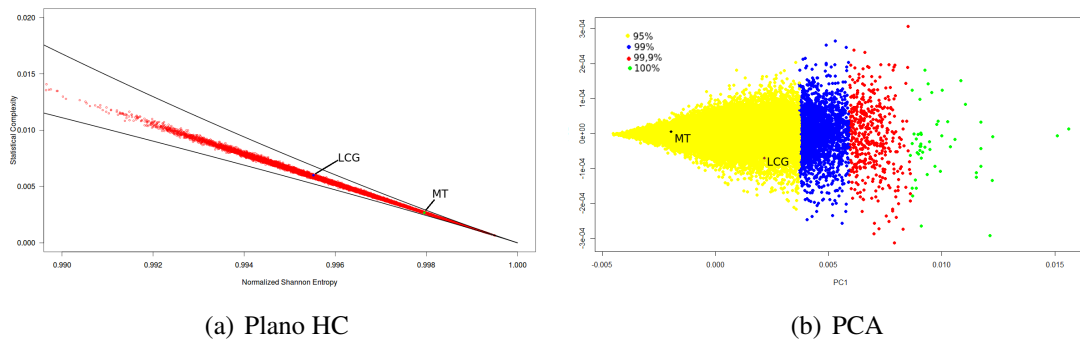 0.020
0.015
0.010
0.005
0.000
Statistical Complexity
LCG
MT
0.990
0.992
0.994
0.996
0.998
1.000
Normalized Shannon Entropy
(a) Plano HC
95%
99%
99,9%
100%
3e-04
1e-04
0e+00
-1e-04
-2e-04
-3e-04
MT
LCG
-0.005
0.000
0.005
0.010
0.015
PC1
(b) PCA